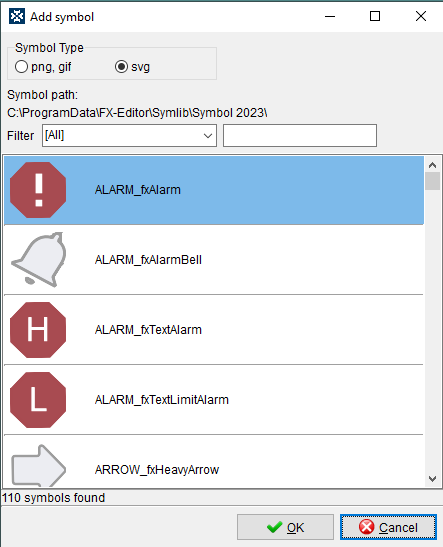 Add symbol
Symbol Type
png, gif
svg
Symbol path:
C:\ProgramData\FX-Editor\Symlib\Symbol 2023\
Filter [All]
! ALARM_fxAlarm
ALARM_fxAlarmBell
H ALARM_fxTextAlarm
L ALARM_fxTextLimitAlarm
ARROW_fxHeavyArrow
110 symbols found
OK Cancel